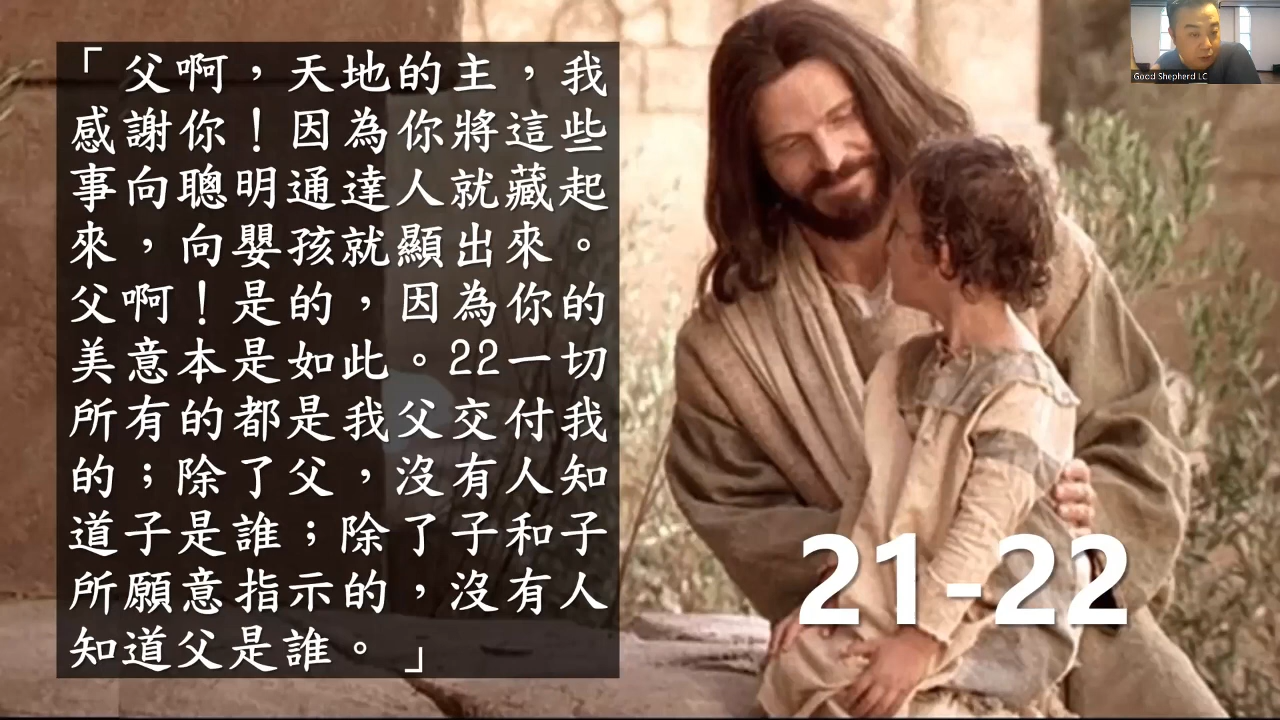 「父啊，天地的主，我
感謝你！因為你將這些
事向聰明通達人就藏起
來，向嬰孩就顯出來。
父啊！是的，因為你的
美意本是如此。22一切
所有的都是我父交付我
的；除了父，沒有人知
道子是誰；除了子和子
所願意指示的，沒有人
知道父是誰。」
21-22
Good Shepherd LC